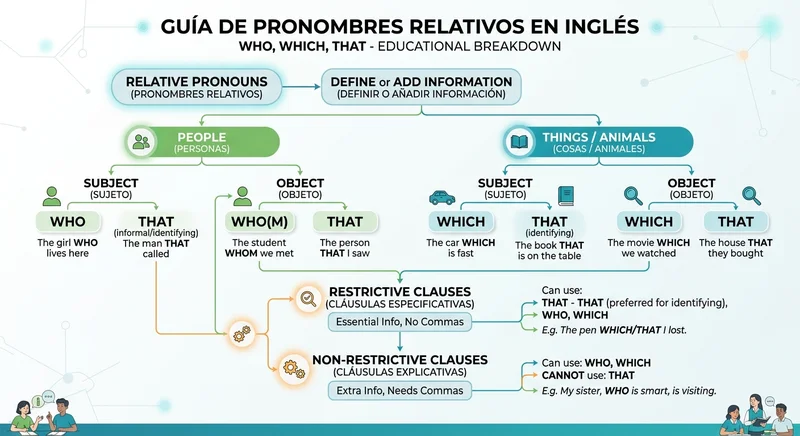 GUÍA DE PRONOMBRES RELATIVOS EN INGLÉS
WHO, WHICH, THAT - EDUCATIONAL BREAKDOWN
RELATIVE PRONOUNS
(PRONOMBRES RELATIVOS)
DEFINE or ADD INFORMATION
(DEFINIR O AÑADIR INFORMACIÓN)
PEOPLE
(PERSONAS)
THINGS / ANIMALS
(COSAS / ANIMALES)
SUBJECT
(SUJETO)
OBJECT
(OBJETO)
SUBJECT
(SUJETO)
OBJECT
(OBJETO)
WHO
The girl WHO
lives here
THAT
(informal/identifying)
The man THAT
called
WHO(M)
The student
WHOM we met
THAT
The person
THAT I saw
WHICH
The car WHICH
is fast
THAT
(identifying)
The book THAT
is on the table
WHICH
The movie WHICH
we watched
THAT
The house THAT
they bought
RESTRICTIVE CLAUSES
(CLÁUSULAS ESPECIFICATIVAS)
Essential Info, No Commas
Can use:
THAT - THAT (preferred for identifying),
WHO, WHICH
E.g. The pen WHICH/THAT I lost.
NON-RESTRICTIVE CLAUSES
(CLÁUSULAS EXPLICATIVAS)
Extra Info, Needs Commas
Can use: WHO, WHICH
CANNOT use: THAT
E.g. My sister, WHO is smart, is visiting.